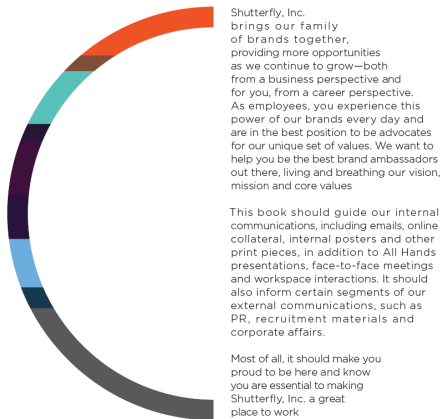 Shutterfly, Inc.
brings our family
of brands together,
providing more opportunities
as we continue to grow—both
from a business perspective and
for you, from a career perspective.
As employees, you experience this
power of our brands every day and
are in the best position to be advocates
for our unique set of values. We want to
help you be the best brand ambassadors
out there, living and breathing our vision,
mission and core values
This book should guide our internal
communications, including emails, online
collateral, internal posters and other
print pieces, in addition to All Hands
presentations, face-to-face meetings
and workspace interactions. It should
also inform certain segments of our
external communications, such as
PR, recruitment materials and
corporate affairs.
Most of all, it should make you
proud to be here and know
you are essential to making
Shutterfly, Inc. a great
place to work